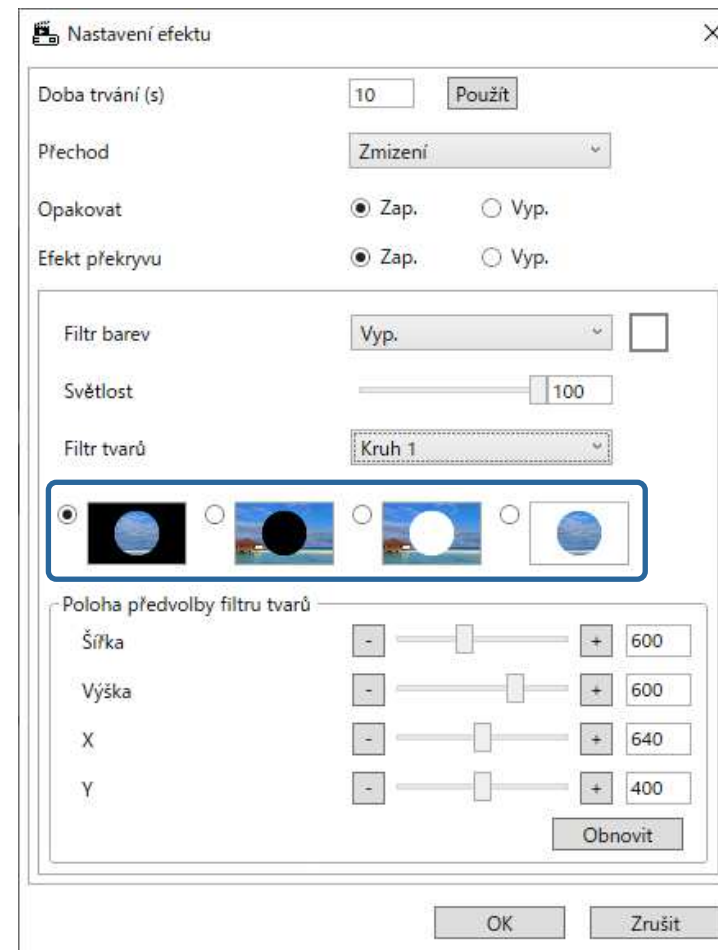 Nastavení efektu
Doba trvání (s) 10 Použít
Přechod Zmizení
Opakovat Zap. Vyp.
Efekt překryvu Zap. Vyp.
Filtr barev Vyp.
Světlost 100
Filtr tvarů Kruh 1
Poloha předvolby filtru tvarů
Šířka - + 600
Výška - + 600
X - + 640
Y - + 400
Obnovit
OK Zrušit